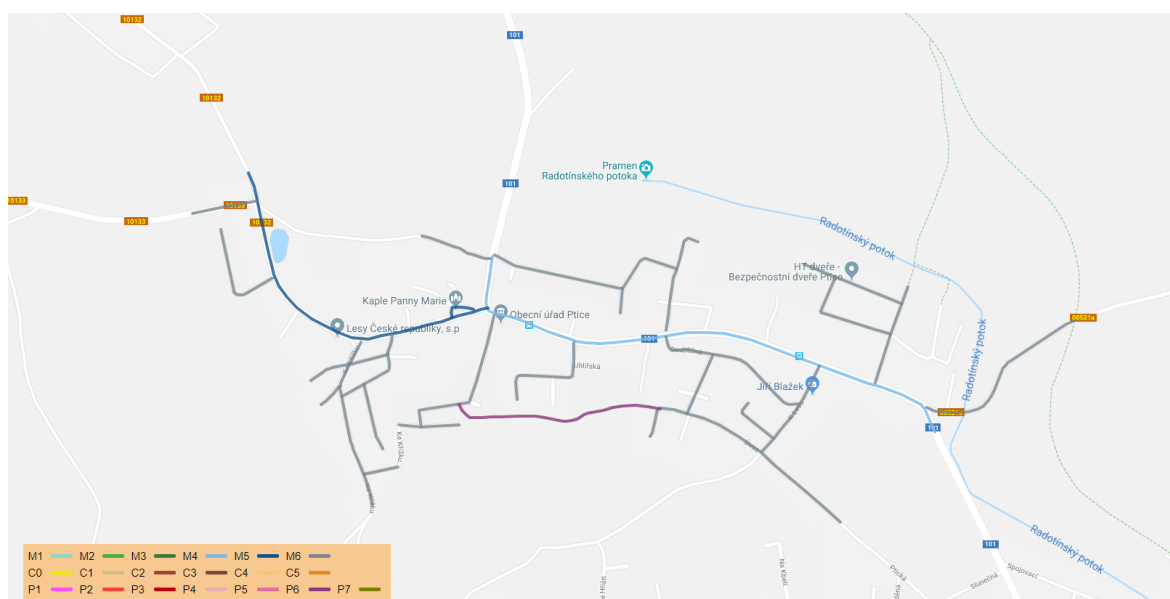 10132
101
10132
Pramen
Radotínského potoka
101
10133
10133
10132
Radotínský potok
HT dveře -
Bezpečnostní dveře Ptice
Kaple Panny Marie
Obecní úřad Ptice
Lesy České republiky, s.p
00521a
101
Uhlířská
Radotínský potok
Jiří Blažek
101
Ke Křížku
Radotínský potok
101
Na Kbeli
Ptická
Slunečná
Spojovací
M1 M2 M3 M4 M5 M6
C0 C1 C2 C3 C4 C5
P1 P2 P3 P4 P5 P6 P7